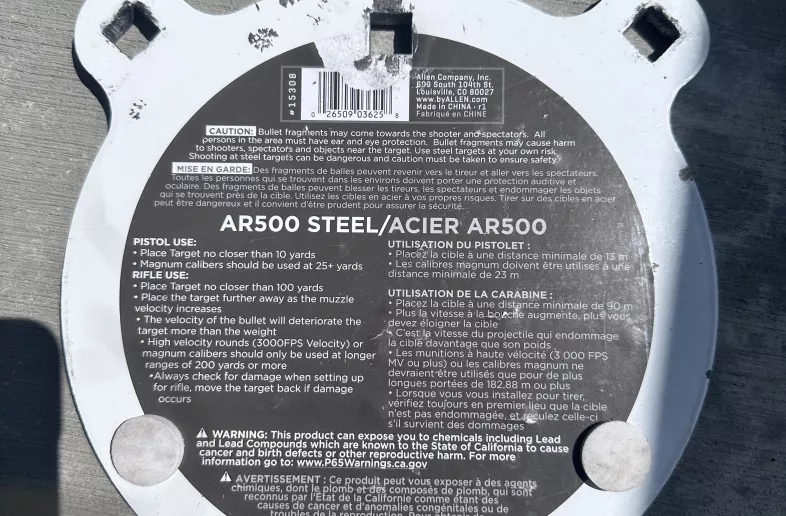 #15308
0 26509 03625 8
Allen Company, Inc.
699 South 104th St.
Louisville, CO 80027
www.byALLEN.com
Made in CHINA · r1
Fabriqué en CHINE
CAUTION: Bullet fragments may come towards the shooter and spectators. All
persons in the area must have ear and eye protection. Bullet fragments may cause harm
to shooters, spectators and objects near the target. Use steel targets at your own risk.
Shooting at steel targets can be dangerous and caution must be taken to ensure safety
MISE EN GARDE: Des fragments de balles peuvent revenir vers le tireur et aller vers les spectateurs.
Toutes les personnes qui se trouvent dans les environs doivent porter une protection auditive et
oculaire. Des fragments de balles peuvent blesser les tireurs, les spectateurs et endommager les objets
qui se trouvent près de la cible. Utilisez les cibles en acier à vos propres risques. Tirer sur des cibles en acier
peut être dangereux et il convient d'être prudent pour assurer la sécurité.
AR500 STEEL/ACIER AR500
PISTOL USE:
• Place Target no closer than 10 yards
• Magnum calibers should be used at 25+ yards
RIFLE USE:
• Place Target no closer than 100 yards
• Place the target further away as the muzzle
velocity increases
• The velocity of the bullet will deteriorate the
target more than the weight
• High velocity rounds (3000FPS Velocity) or
magnum calibers should only be used at longer
ranges of 200 yards or more
•Always check for damage when setting up
for rifle, move the target back if damage
occurs
UTILISATION DU PISTOLET :
• Placez la cible à une distance minimale de 13 m
• Les calibres magnum doivent être utilisés à une
distance minimale de 23 m
UTILISATION DE LA CARABINE :
• Placez la cible à une distance minimale de 90 m
• Plus la vitesse à la bouche augmente, plus vous
devez éloigner la cible
• C'est la vitesse du projectile qui endommage
la cible davantage que son poids
• Les munitions à haute vélocité (3 000 FPS
MV ou plus) ou les calibres magnum ne
devraient être utilisés que pour de plus
longues portées de 182,88 m ou plus
• Lorsque vous vous installez pour tirer,
vérifiez toujours en premier lieu que la cible
n'est pas endommagée, et reculez celle-ci
s'il survient des dommages
⚠ WARNING: This product can expose you to chemicals including Lead
and Lead Compounds which are known to the State of California to cause
cancer and birth defects or other reproductive harm. For more
information go to: www.P65Warnings.ca.gov
⚠ AVERTISSEMENT : Ce produit peut vous exposer à des agents
chimiques, dont le plomb et des composés de plomb, qui sont
reconnus par l'État de la Californie comme étant des
causes de cancer et d'anomalies congénitales ou de
troubles de la reproduction. Pour obtenir de